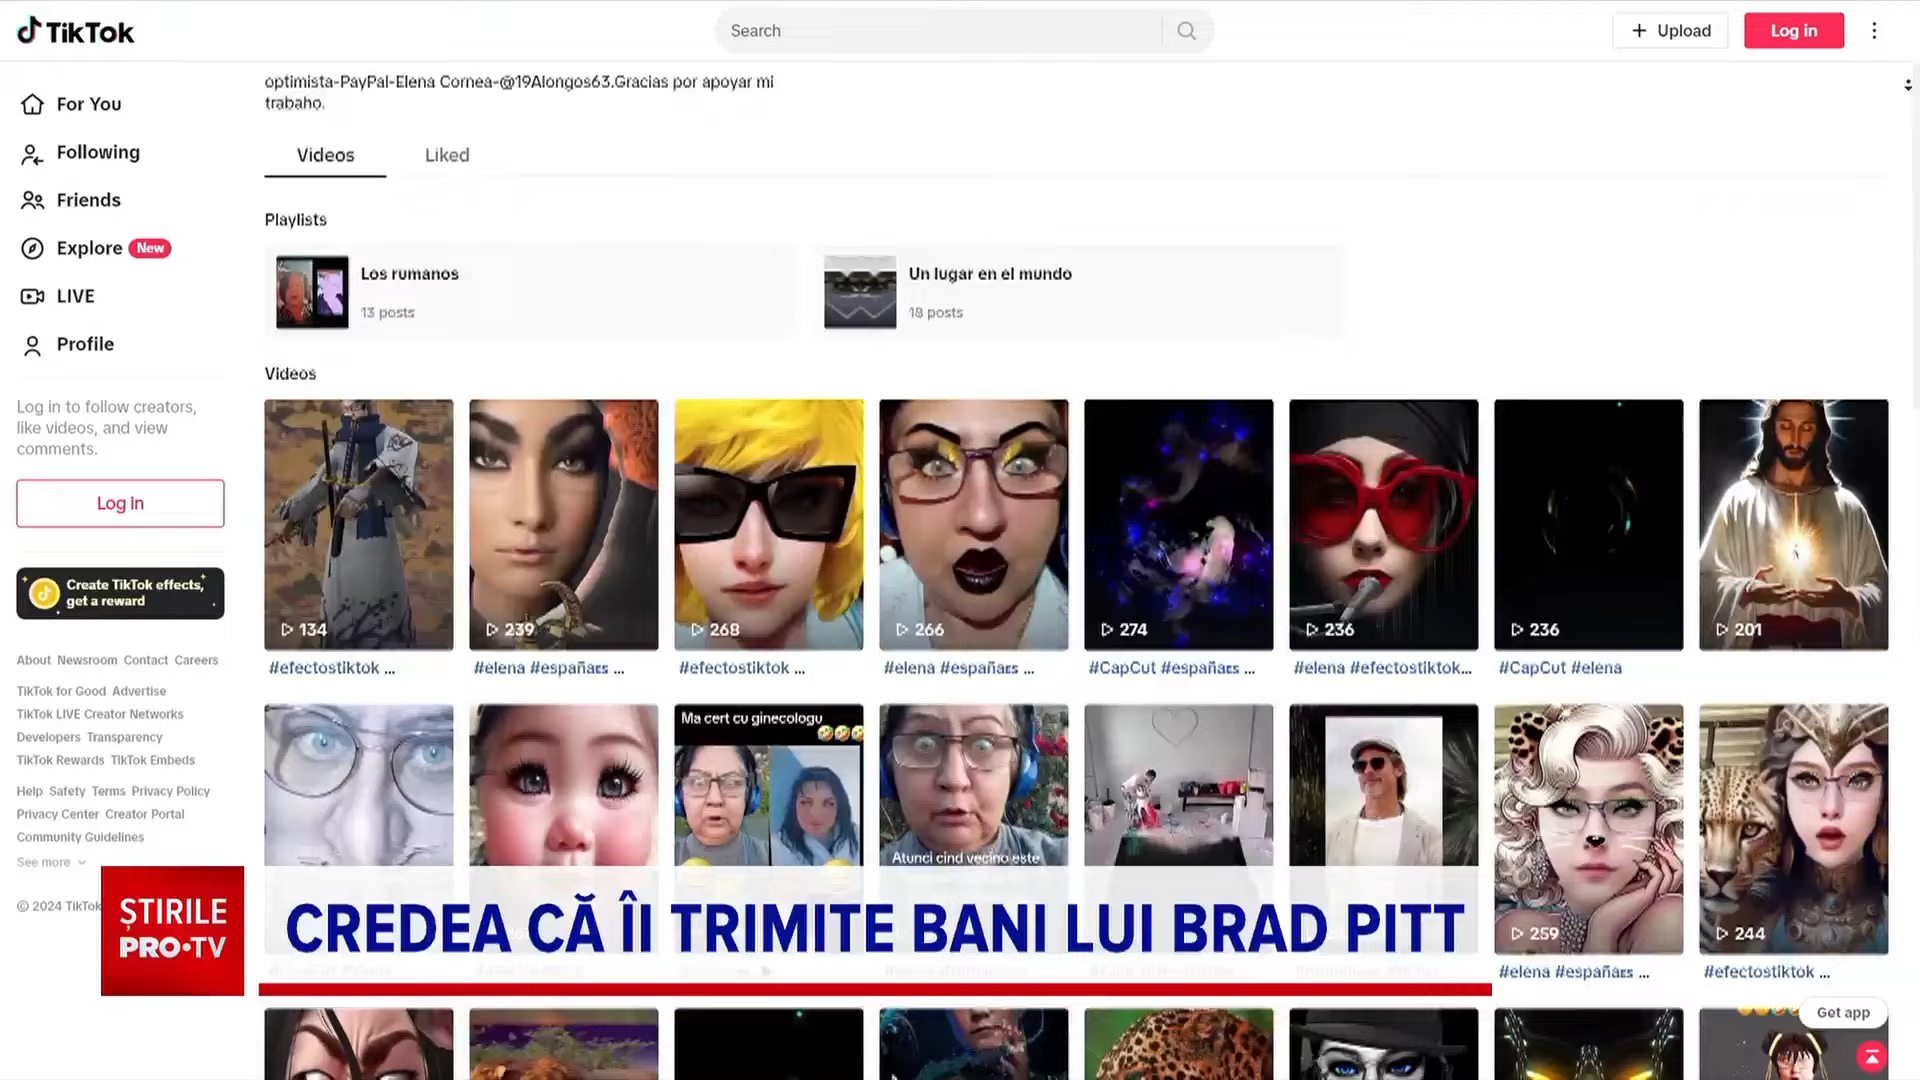 TikTok
Search
Upload
Log in
optimista-PayPal-Elena Cornea-@19Alongos63.Gracias por apoyar mi
trabaho.
For You
Following
Friends
Explore New
LIVE
Profile
Log in to follow creators,
like videos, and view
comments.
Log in
Create TikTok effects,
get a reward
About Newsroom Contact Careers
TikTok for Good Advertise
TikTok LIVE Creator Networks
Developers Transparency
TikTok Rewards TikTok Embeds
Help Safety Terms Privacy Policy
Privacy Center Creator Portal
Community Guidelines
See more
© 2024 TikTok
Videos Liked
Playlists
Los rumanos
13 posts
Un lugar en el mundo
18 posts
Videos
134
239
268
266
274
236
236
201
#efectostiktok ...
#elena #españaes ...
#efectostiktok ...
#elena #españaes ...
#CapCut #españaes ...
#elena #efectostiktok...
#CapCut #elena
Ma cert cu ginecologu
Atunci cind vecino este
259
244
#elena #españaes ...
#efectostiktok ...
ȘTIRILE
PRO•TV
CREDEA CĂ ÎI TRIMITE BANI LUI BRAD PITT
Get app